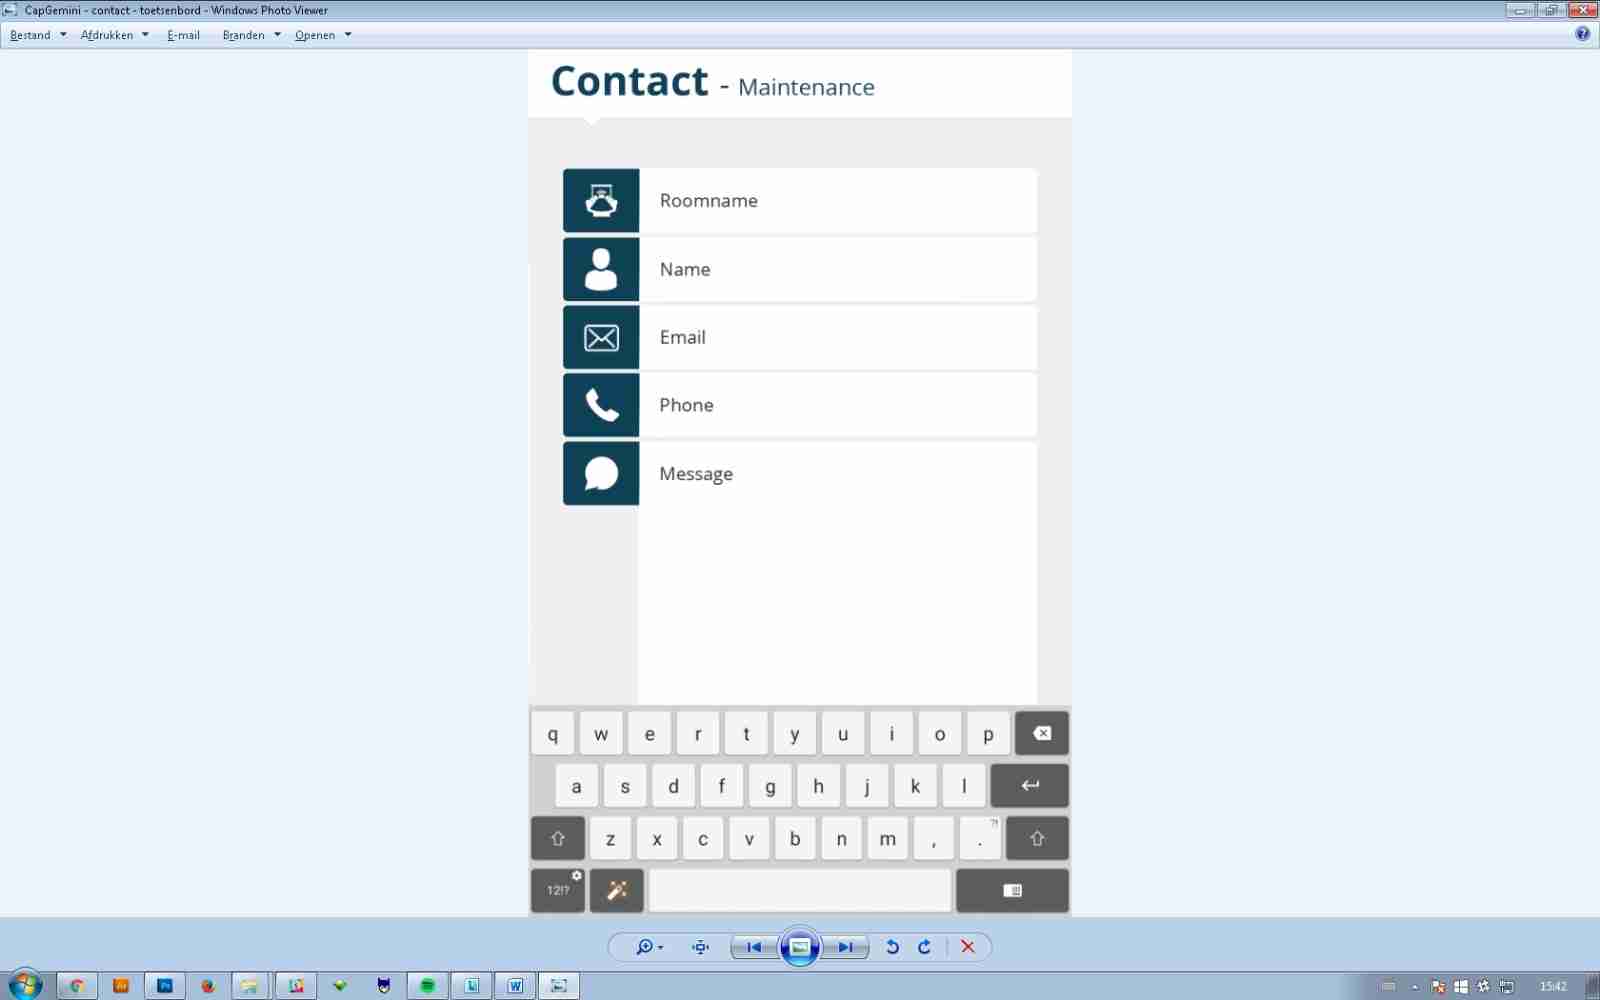 CapGemini - contact - toetsenbord - Windows Photo Viewer
Bestand Afdrukken E-mail Branden Openen
Contact - Maintenance
Roomname
Name
Email
Phone
Message
q w e r t y u i o p
a s d f g h j k l
?!
z x c v b n m , .
12!?
15:42